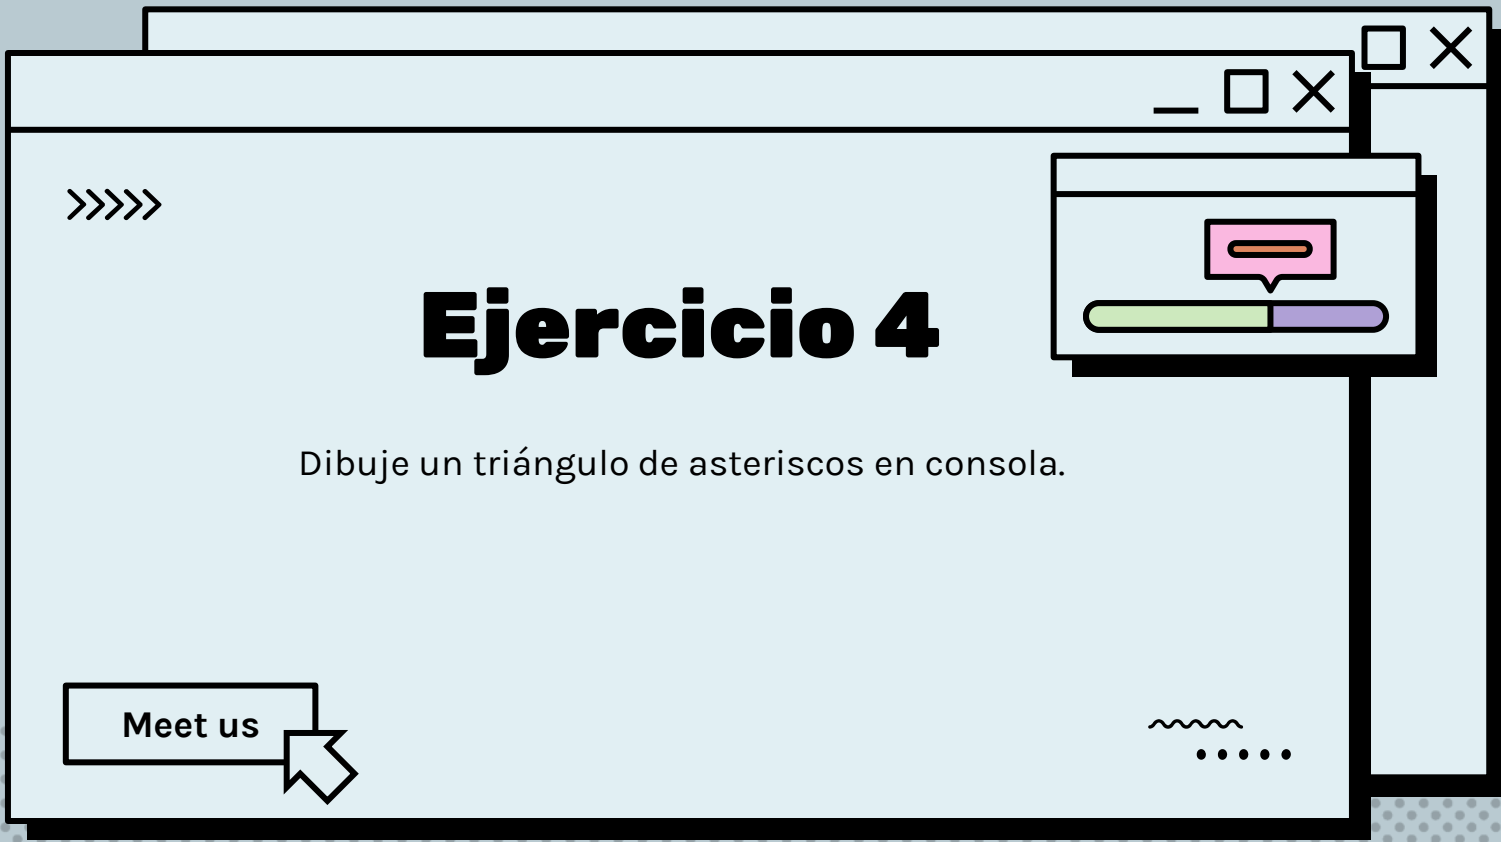 Ejercicio 4
Dibuje un triángulo de asteriscos en consola.
Meet us